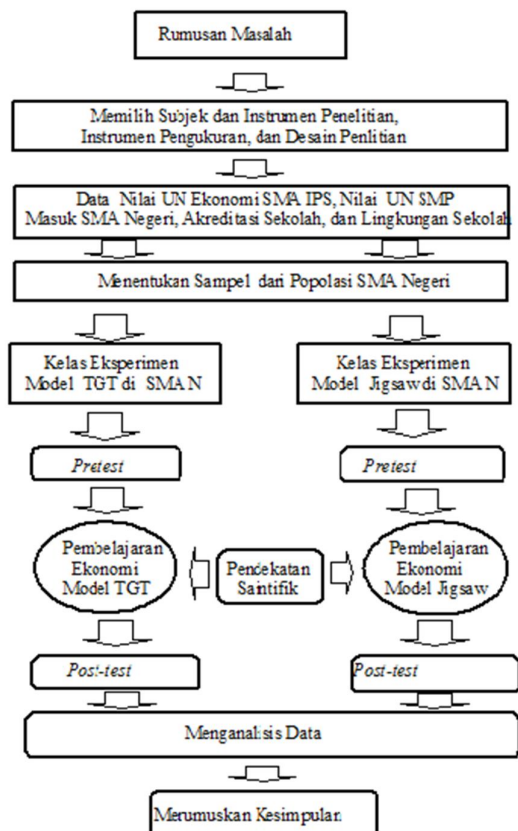 Rumusan Masalah
Memilih Subjek dan Instrumen Penelitian,
Instrumen Pengukuran, dan Desain Penlitian
Data Nilai UN Ekonomi SMA IPS, Nilai UN SMP
Masuk SMA Negeri, Akreditasi Sekolah, dan Lingkungan Sekolah
Menentukan Sampel dari Popolasi SMA Negeri
Kelas Eksperimen
Model TGT di SMA N
Kelas Eksperimen
Model Jigsaw di SMA N
Pretest
Pretest
Pembelajaran
Ekonomi
Model TGT
Pendekatan
Saintifik
Pembelajaran
Ekonomi
Model Jigsaw
Post-test
Post-test
Menganalisis Data
Merumuskan Kesimpulan